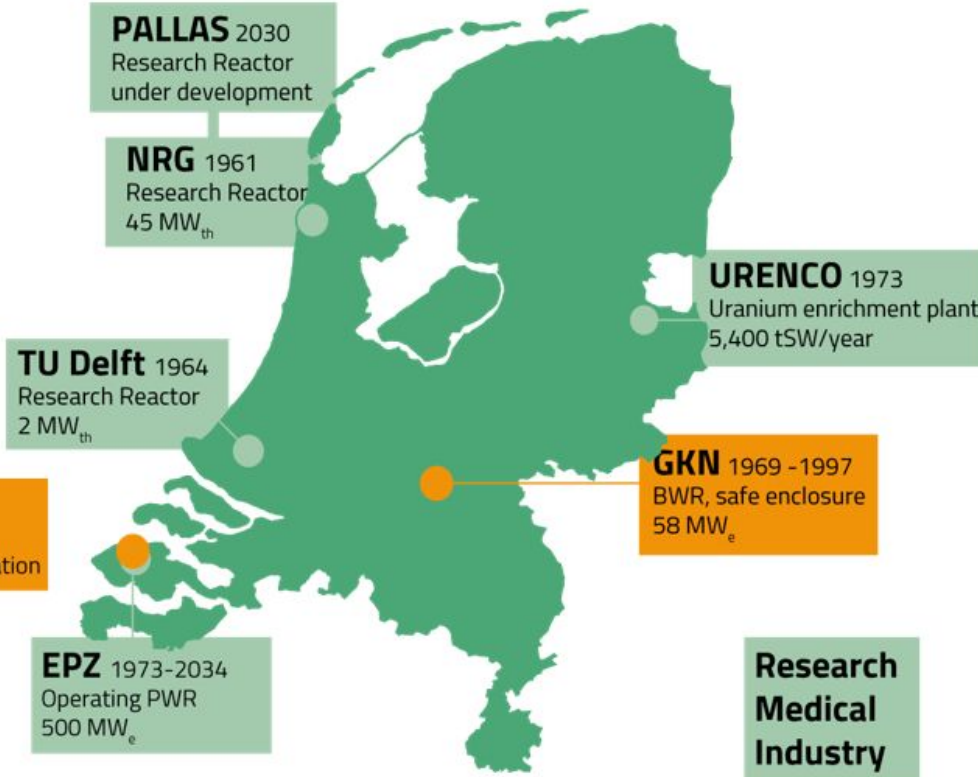 PALLAS 2030
Research Reactor
under development
NRG 1961
Research Reactor
45 MWth
URENCO 1973
Uranium enrichment plant
5,400 tSW/year
TU Delft 1964
Research Reactor
2 MWth
GKN 1969 -1997
BWR, safe enclosure
58 MWe
EPZ 1973-2034
Operating PWR
500 MWe
Research
Medical
Industry